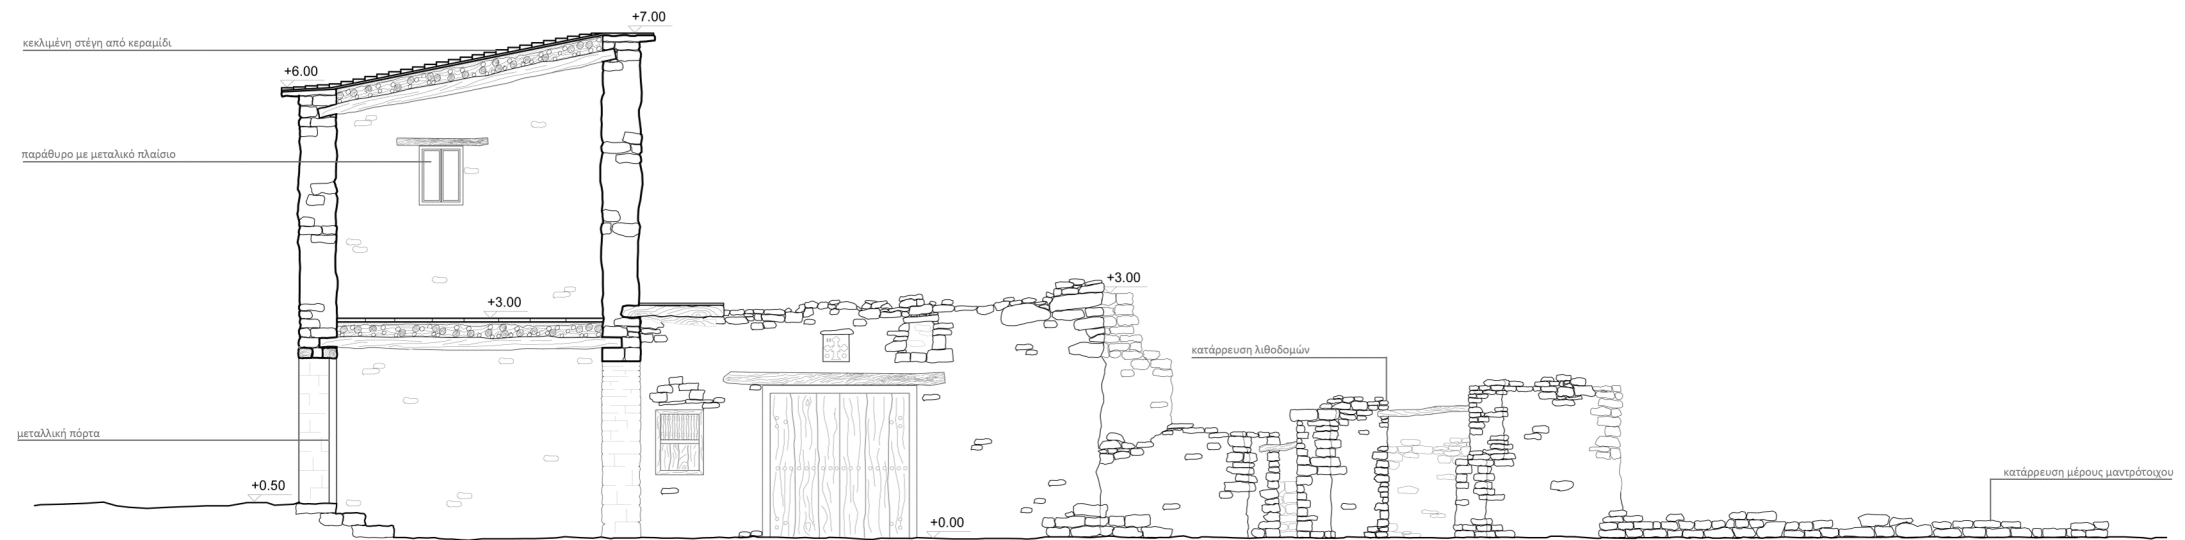 +7.00
κεκλιμένη στέγη από κεραμίδι
+6.00
παράθυρο με μεταλικό πλαίσιο
+3.00
+3.00
κατάρρευση λιθοδομών
μεταλλική πόρτα
κατάρρευση μέρους μαντρότοιχου
+0.50
+0.00